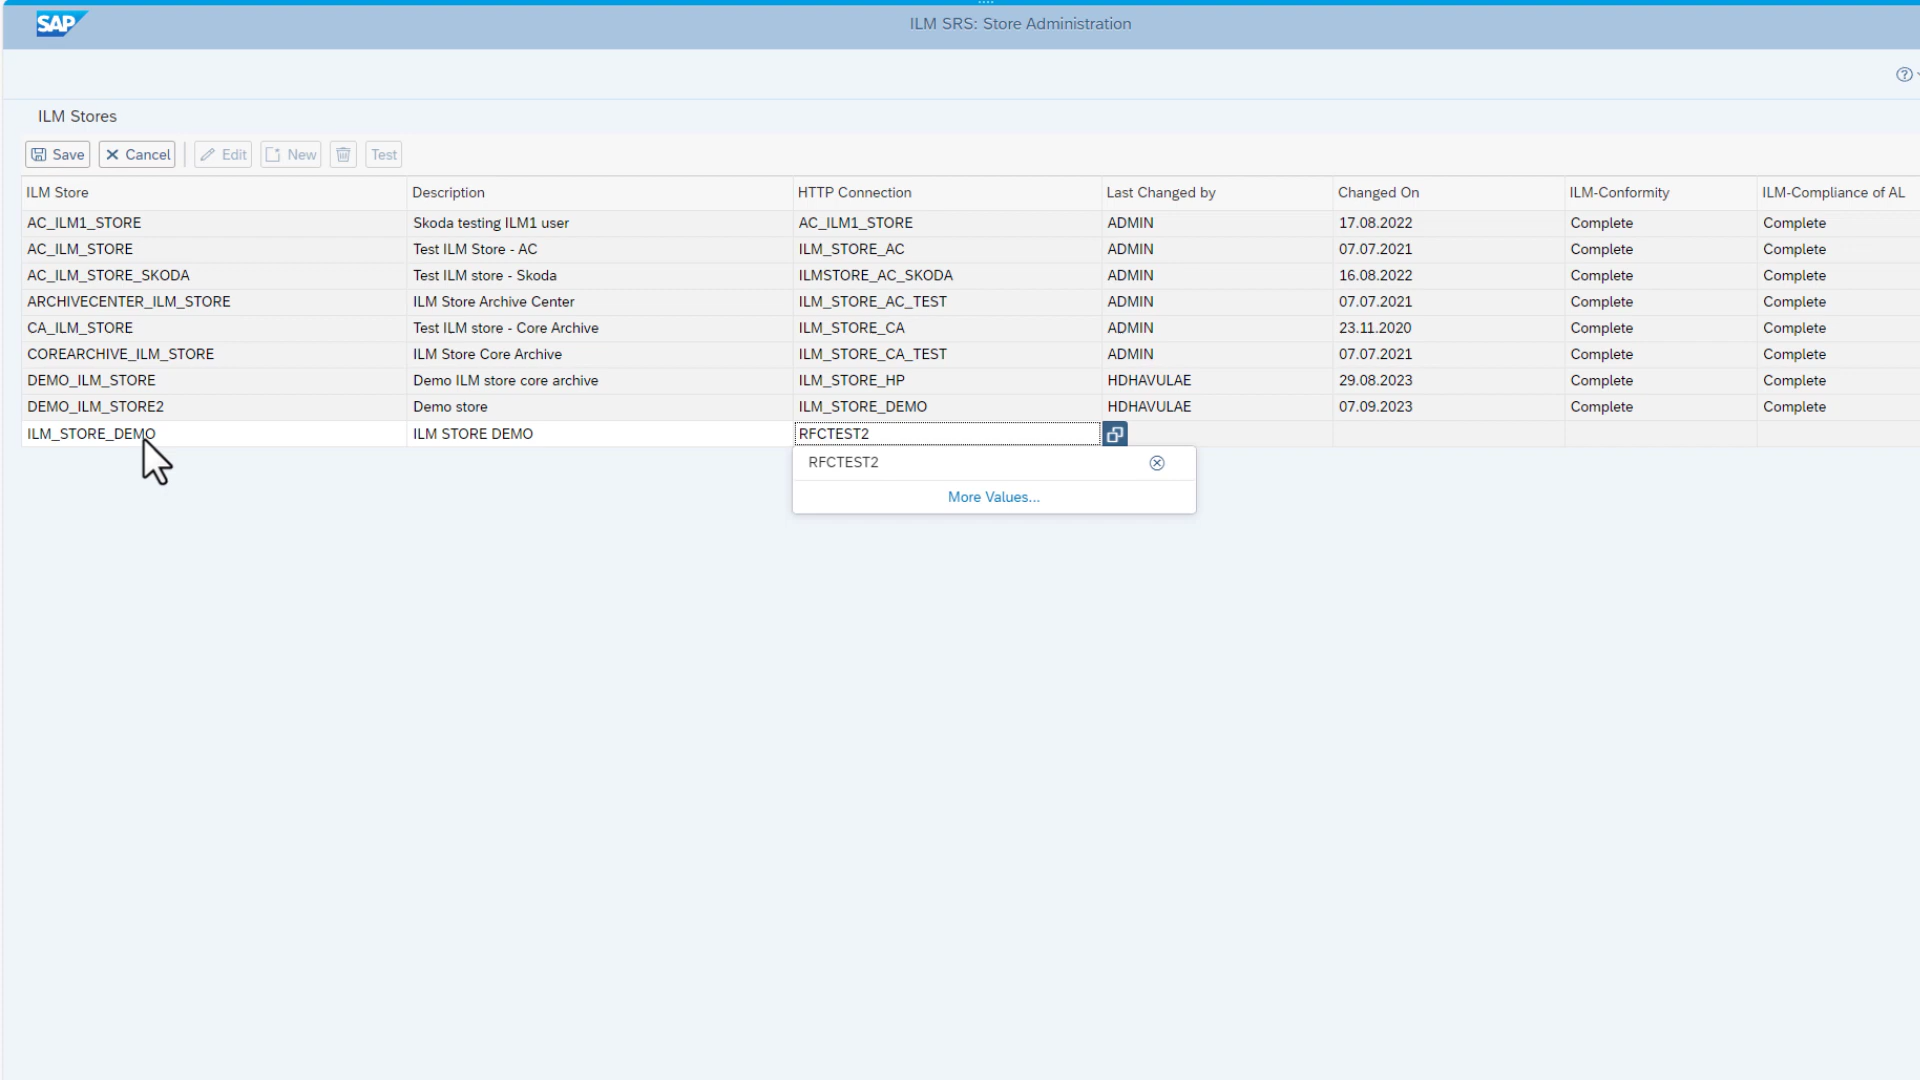 SAP
ILM SRS: Store Administration
ILM Stores
Save Cancel Edit New Test
ILM Store Description HTTP Connection Last Changed by Changed On ILM-Conformity ILM-Compliance of AL
AC_ILM1_STORE Skoda testing ILM1 user AC_ILM1_STORE ADMIN 17.08.2022 Complete Complete
AC_ILM_STORE Test ILM Store - AC ILM_STORE_AC ADMIN 07.07.2021 Complete Complete
AC_ILM_STORE_SKODA Test ILM store - Skoda ILMSTORE_AC_SKODA ADMIN 16.08.2022 Complete Complete
ARCHIVECENTER_ILM_STORE ILM Store Archive Center ILM_STORE_AC_TEST ADMIN 07.07.2021 Complete Complete
CA_ILM_STORE Test ILM store - Core Archive ILM_STORE_CA ADMIN 23.11.2020 Complete Complete
COREARCHIVE_ILM_STORE ILM Store Core Archive ILM_STORE_CA_TEST ADMIN 07.07.2021 Complete Complete
DEMO_ILM_STORE Demo ILM store core archive ILM_STORE_HP HDHAVULAE 29.08.2023 Complete Complete
DEMO_ILM_STORE2 Demo store ILM_STORE_DEMO HDHAVULAE 07.09.2023 Complete Complete
ILM_STORE_DEMO ILM STORE DEMO RFCTEST2
RFCTEST2
More Values...